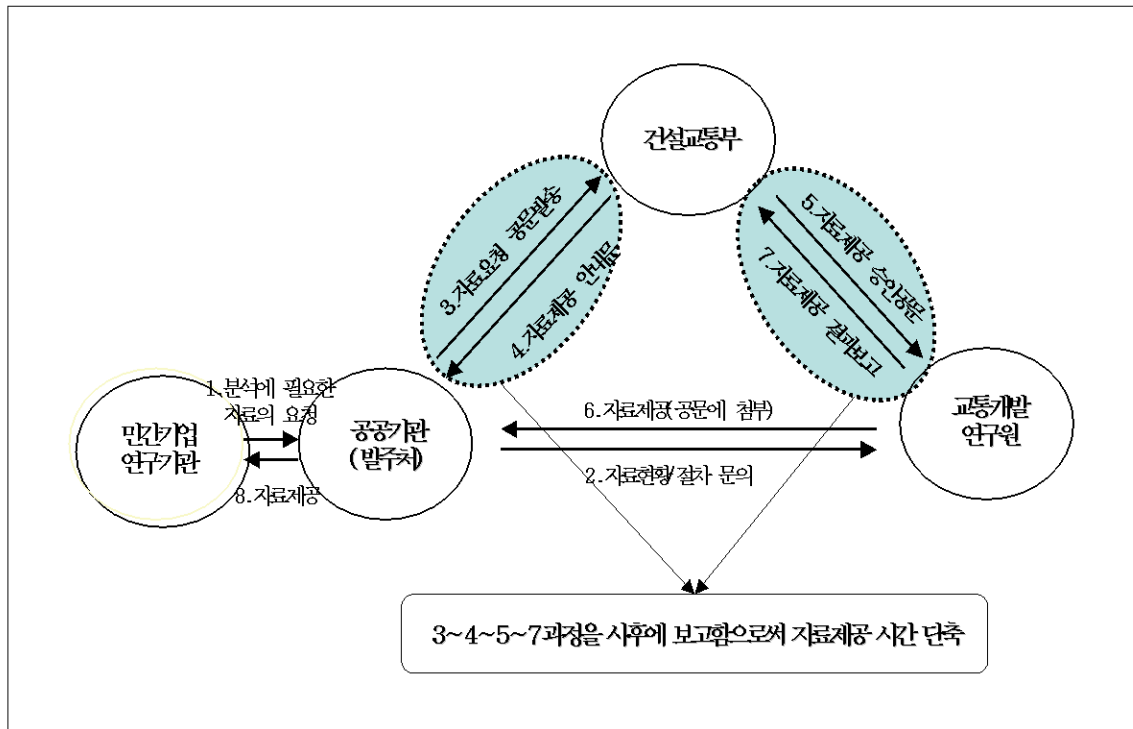 건설교통부
3.자료요청 공문발송
4.자료제공 안내문
5.자료제공 승인공문
7.자료제공 결과보고
1.분석에 필요한
자료의 요청
민간기업
연구기관
공공기관
(발주처)
8.자료제공
6.자료제공(공문에 첨부)
2.자료현황/절차 문의
교통개발
연구원
3~4~5~7과정을 사후에 보고함으로써 자료제공 시간 단축